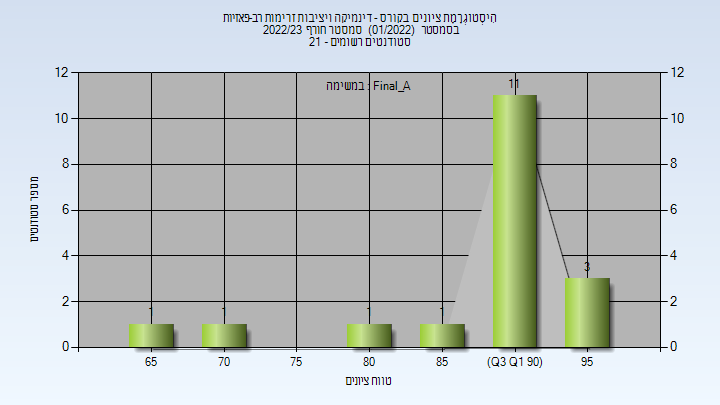 הִיסְטוֹגְרַמַת ציונים בקורס - דינמיקה ויציבות זרימות רב-פאזיות
בסמסטר (01/2022) סמסטר חורף 2022/23
סטודנטים רשומים - 21
במשימה : Final_A
מספר סטודנטים
12 12
10 10
8 8
6 6
4 4
2 2
0 0
1 1 1 1 11 3
65 70 75 80 85 (Q3 Q1 90) 95
טווח ציונים